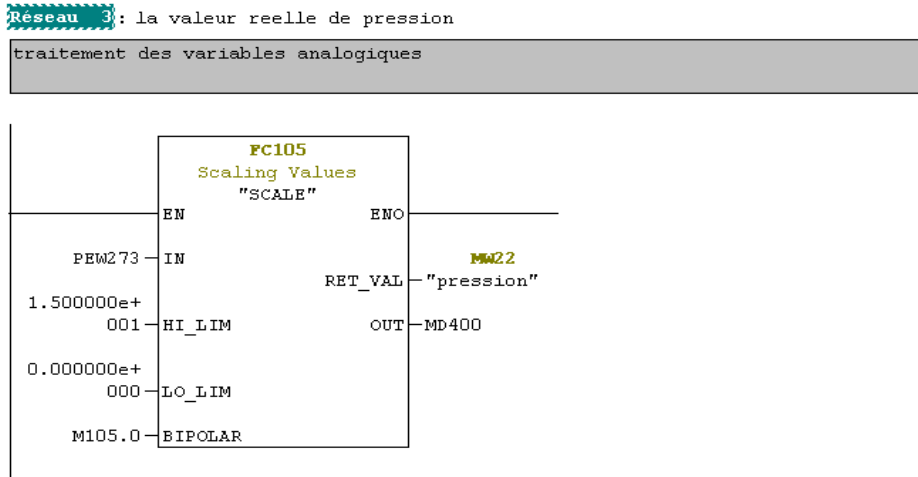 Réseau 3: la valeur reelle de pression
traitement des variables analogiques
FC105
Scaling Values
"SCALE"
EN ENO
PEW273 IN MW22
RET_VAL "pression"
1.500000e+
001 HI_LIM OUT MD400
0.000000e+
000 LO_LIM
M105.0 BIPOLAR